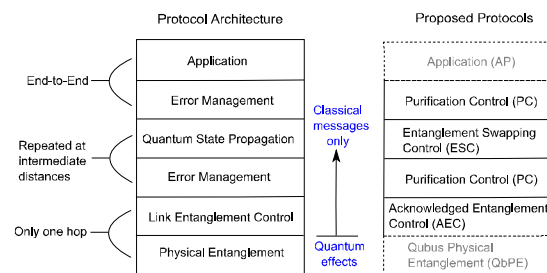 Protocol Architecture
Proposed Protocols
End-to-End
Repeated at
intermediate
distances
Only one hop
Application
Error Management
Quantum State Propagation
Error Management
Link Entanglement Control
Physical Entanglement
Classical
messages
only
Quantum
effects
Application (AP)
Purification Control (PC)
Entanglement Swapping
Control (ESC)
Purification Control (PC)
Acknowledged Entanglement
Control (AEC)
Qubus Physical
Entanglement (QbPE)